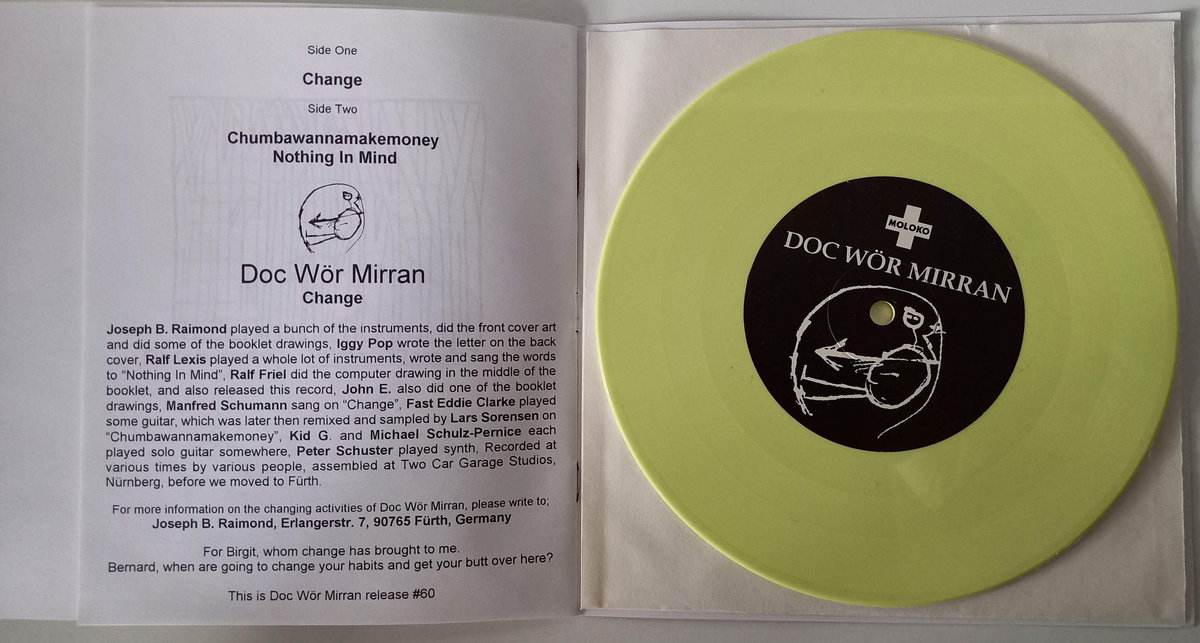 Side One
Change
Side Two
Chumbawannamakemoney
Nothing In Mind
Doc Wör Mirran
Change
Joseph B. Raimond played a bunch of the instruments, did the front cover art
and did some of the booklet drawings, Iggy Pop wrote the letter on the back
cover, Ralf Lexis played a whole lot of instruments, wrote and sang the words
to “Nothing In Mind”, Ralf Friel did the computer drawing in the middle of the
booklet, and also released this record, John E. also did one of the booklet
drawings, Manfred Schumann sang on “Change”, Fast Eddie Clarke played
some guitar, which was later then remixed and sampled by Lars Sorensen on
“Chumbawannamakemoney”, Kid G. and Michael Schulz-Pernice each
played solo guitar somewhere, Peter Schuster played synth, Recorded at
various times by various people, assembled at Two Car Garage Studios,
Nürnberg, before we moved to Fürth.
For more information on the changing activities of Doc Wör Mirran, please write to;
Joseph B. Raimond, Erlangerstr. 7, 90765 Fürth, Germany
For Birgit, whom change has brought to me.
Bernard, when are going to change your habits and get your butt over here?
This is Doc Wör Mirran release #60
MOLOKO
DOC WÖR MIRRAN